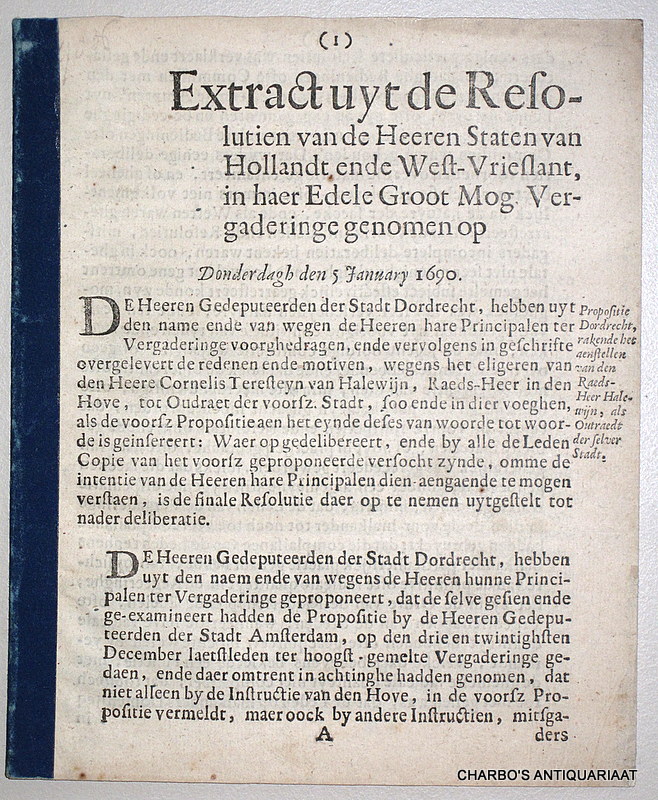 (1)
Extract uyt de Reſo-
lutien van de Heeren Staten van
Hollandt ende Weſt-Vrieſlant,
in haer Edele Groot Mog. Ver-
gaderinge genomen op
Donderdagh den 5 January 1690.
DE Heeren Gedeputeerden der Stadt Dordrecht, hebben uyt
den name ende van wegen de Heeren hare Principalen ter
Vergaderinge voorghedragen, ende vervolgens in geſchrifte
overgelevert de redenen ende motiven, wegens het eligeren van
den Heere Cornelis Tereſteyn van Halewijn, Raeds-Heer in den
Hove, tot Oudraet der voorſz. Stadt, ſoo ende in dier voeghen,
als de voorſz Propoſitie aen het eynde deſes van woorde tot woor-
de is geinſereert: Waer op gedelibereert, ende by alle de Leden
Copie van het voorſz geproponeerde verſocht zynde, omme de
intentie van de Heeren hare Principalen dien-aengaende te mogen
verſtaen, is de finale Reſolutie daer op te nemen uytgeſtelt tot
nader deliberatie.
Propoſitie
Dordrecht,
rakende het
aenſtellen
van den
Raeds-
Heer Hale-
wijn, als
Outraedt
der ſelver
Stadt.
DE Heeren Gedeputeerden der Stadt Dordrecht, hebben
uyt den naem ende van wegens de Heeren hunne Princi-
palen ter Vergaderinge geproponeert, dat de ſelve geſien ende
ge-examineert hadden de Propoſitie by de Heeren Gedepu-
teerden der Stadt Amſterdam, op den drie en twintighſten
December laetſtleden ter hoogſt-gemelte Vergaderinge ge-
daen, ende daer omtrent in achtinghe hadden genomen, dat
niet alleen by de Inſtructie van den Hove, in de voorſz Pro-
poſitie vermeldt, maer oock by andere Inſtructien, mitſga-
A ders
CHARBO'S ANTIQUARIAAT